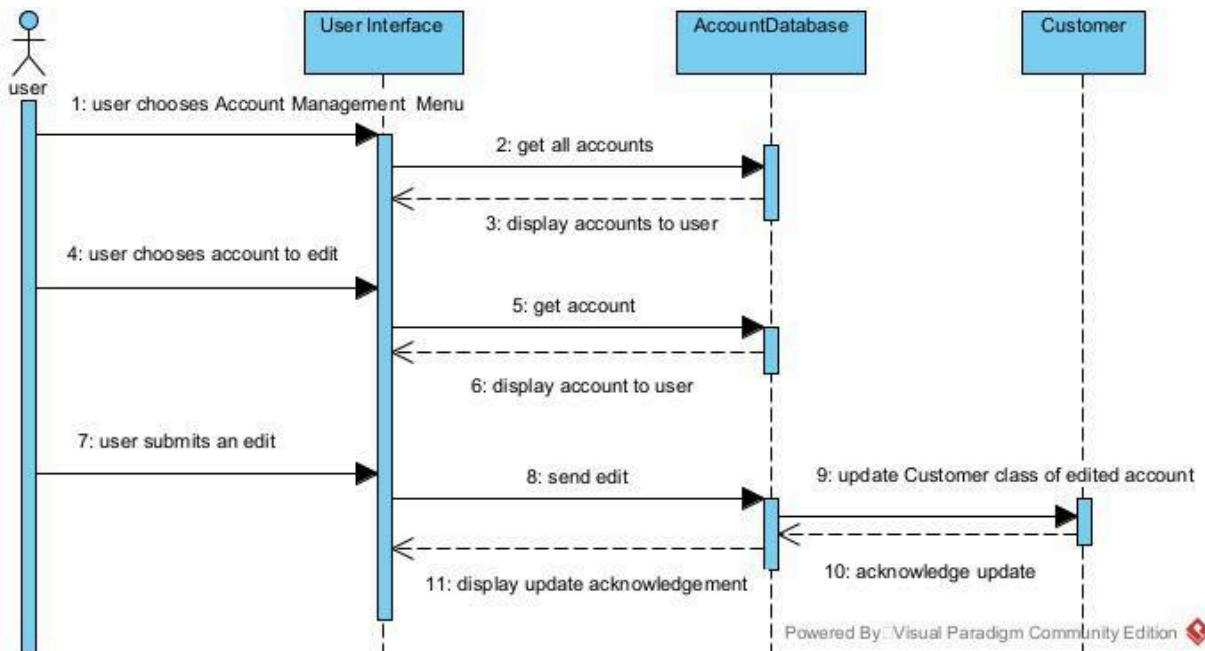 User Interface
AccountDatabase
Customer
user
1: user chooses Account Management Menu
2: get all accounts
3: display accounts to user
4: user chooses account to edit
5: get account
6: display account to user
7: user submits an edit
8: send edit
9: update Customer class of edited account
10: acknowledge update
11: display update acknowledgement
Powered By Visual Paradigm Community Edition